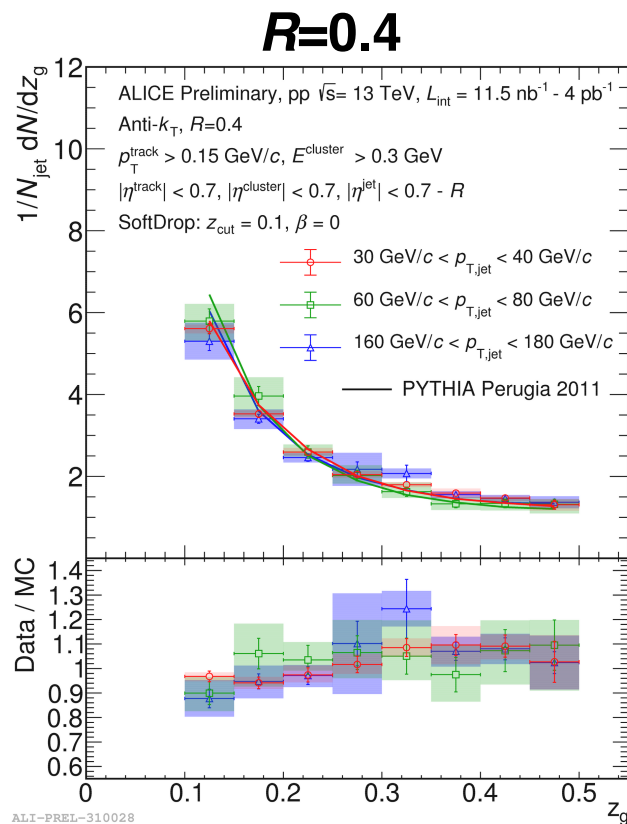 R=0.4
ALICE Preliminary, pp √s= 13 TeV, L_int = 11.5 nb⁻¹ - 4 pb⁻¹
Anti-k_T, R=0.4
p_T^track > 0.15 GeV/c, E^cluster > 0.3 GeV
|η^track| < 0.7, |η^cluster| < 0.7, |η^jet| < 0.7 - R
SoftDrop: z_cut = 0.1, β = 0
30 GeV/c < p_T,jet < 40 GeV/c
60 GeV/c < p_T,jet < 80 GeV/c
160 GeV/c < p_T,jet < 180 GeV/c
PYTHIA Perugia 2011
1/N_jet dN/dz_g
12
10
8
6
4
2
Data / MC
1.4
1.3
1.2
1.1
1
0.9
0.8
0.7
0.6
0 0.1 0.2 0.3 0.4 0.5
z_g
ALI-PREL-310028